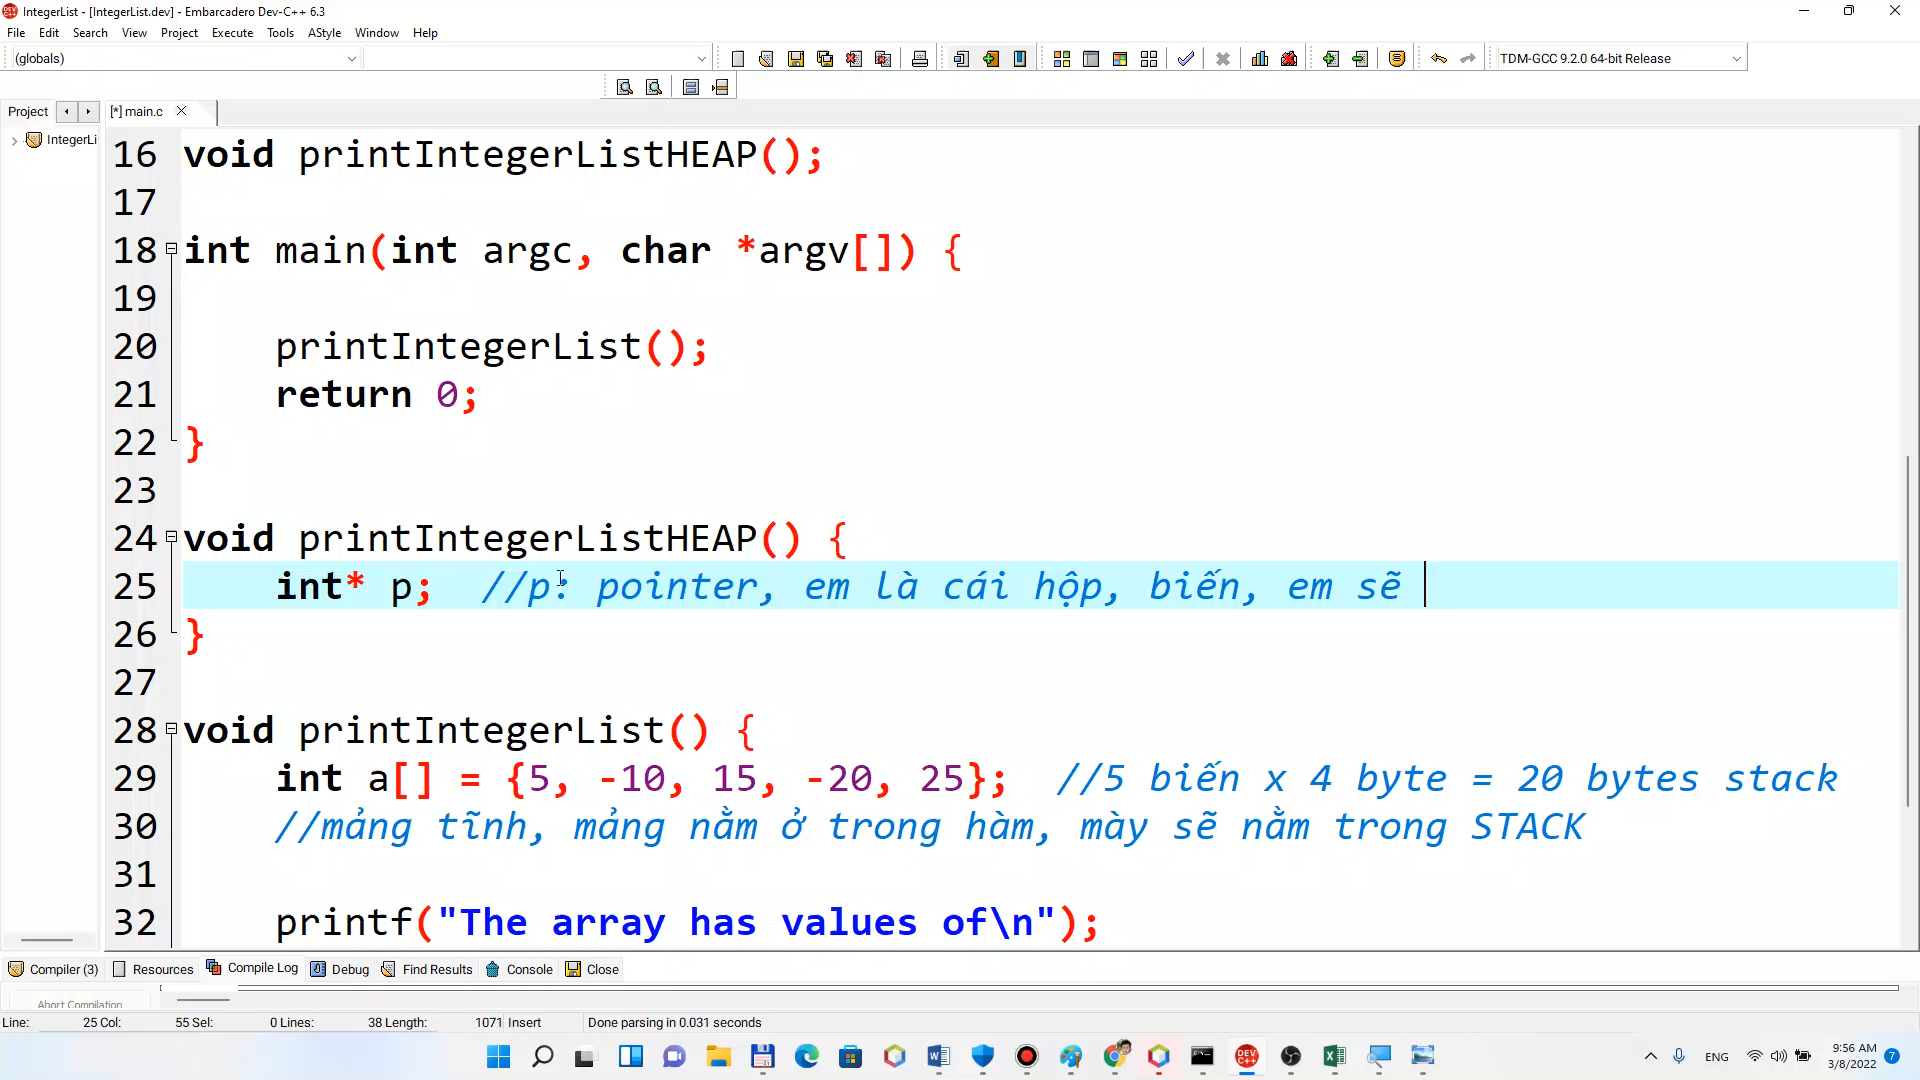 IntegerList - [IntegerList.dev] - Embarcadero Dev-C++ 6.3
File Edit Search View Project Execute Tools AStyle Window Help
(globals)
TDM-GCC 9.2.0 64-bit Release
Project
[*] main.c
IntegerLi
16 void printIntegerListHEAP();
17
18 int main(int argc, char *argv[]) {
19
20 printIntegerList();
21 return 0;
22 }
23
24 void printIntegerListHEAP() {
25 int* p; //p: pointer, em là cái hộp, biến, em sẽ
26 }
27
28 void printIntegerList() {
29 int a[] = {5, -10, 15, -20, 25}; //5 biến x 4 byte = 20 bytes stack
30 //mảng tĩnh, mảng nằm ở trong hàm, mày sẽ nằm trong STACK
31
32 printf("The array has values of\n");
Compiler (3) Resources Compile Log Debug Find Results Console Close
Abort Compilation
Line: 25 Col: 55 Sel: 0 Lines: 38 Length: 1071 Insert Done parsing in 0.031 seconds
DEV C++
ENG
9:56 AM
3/8/2022
7